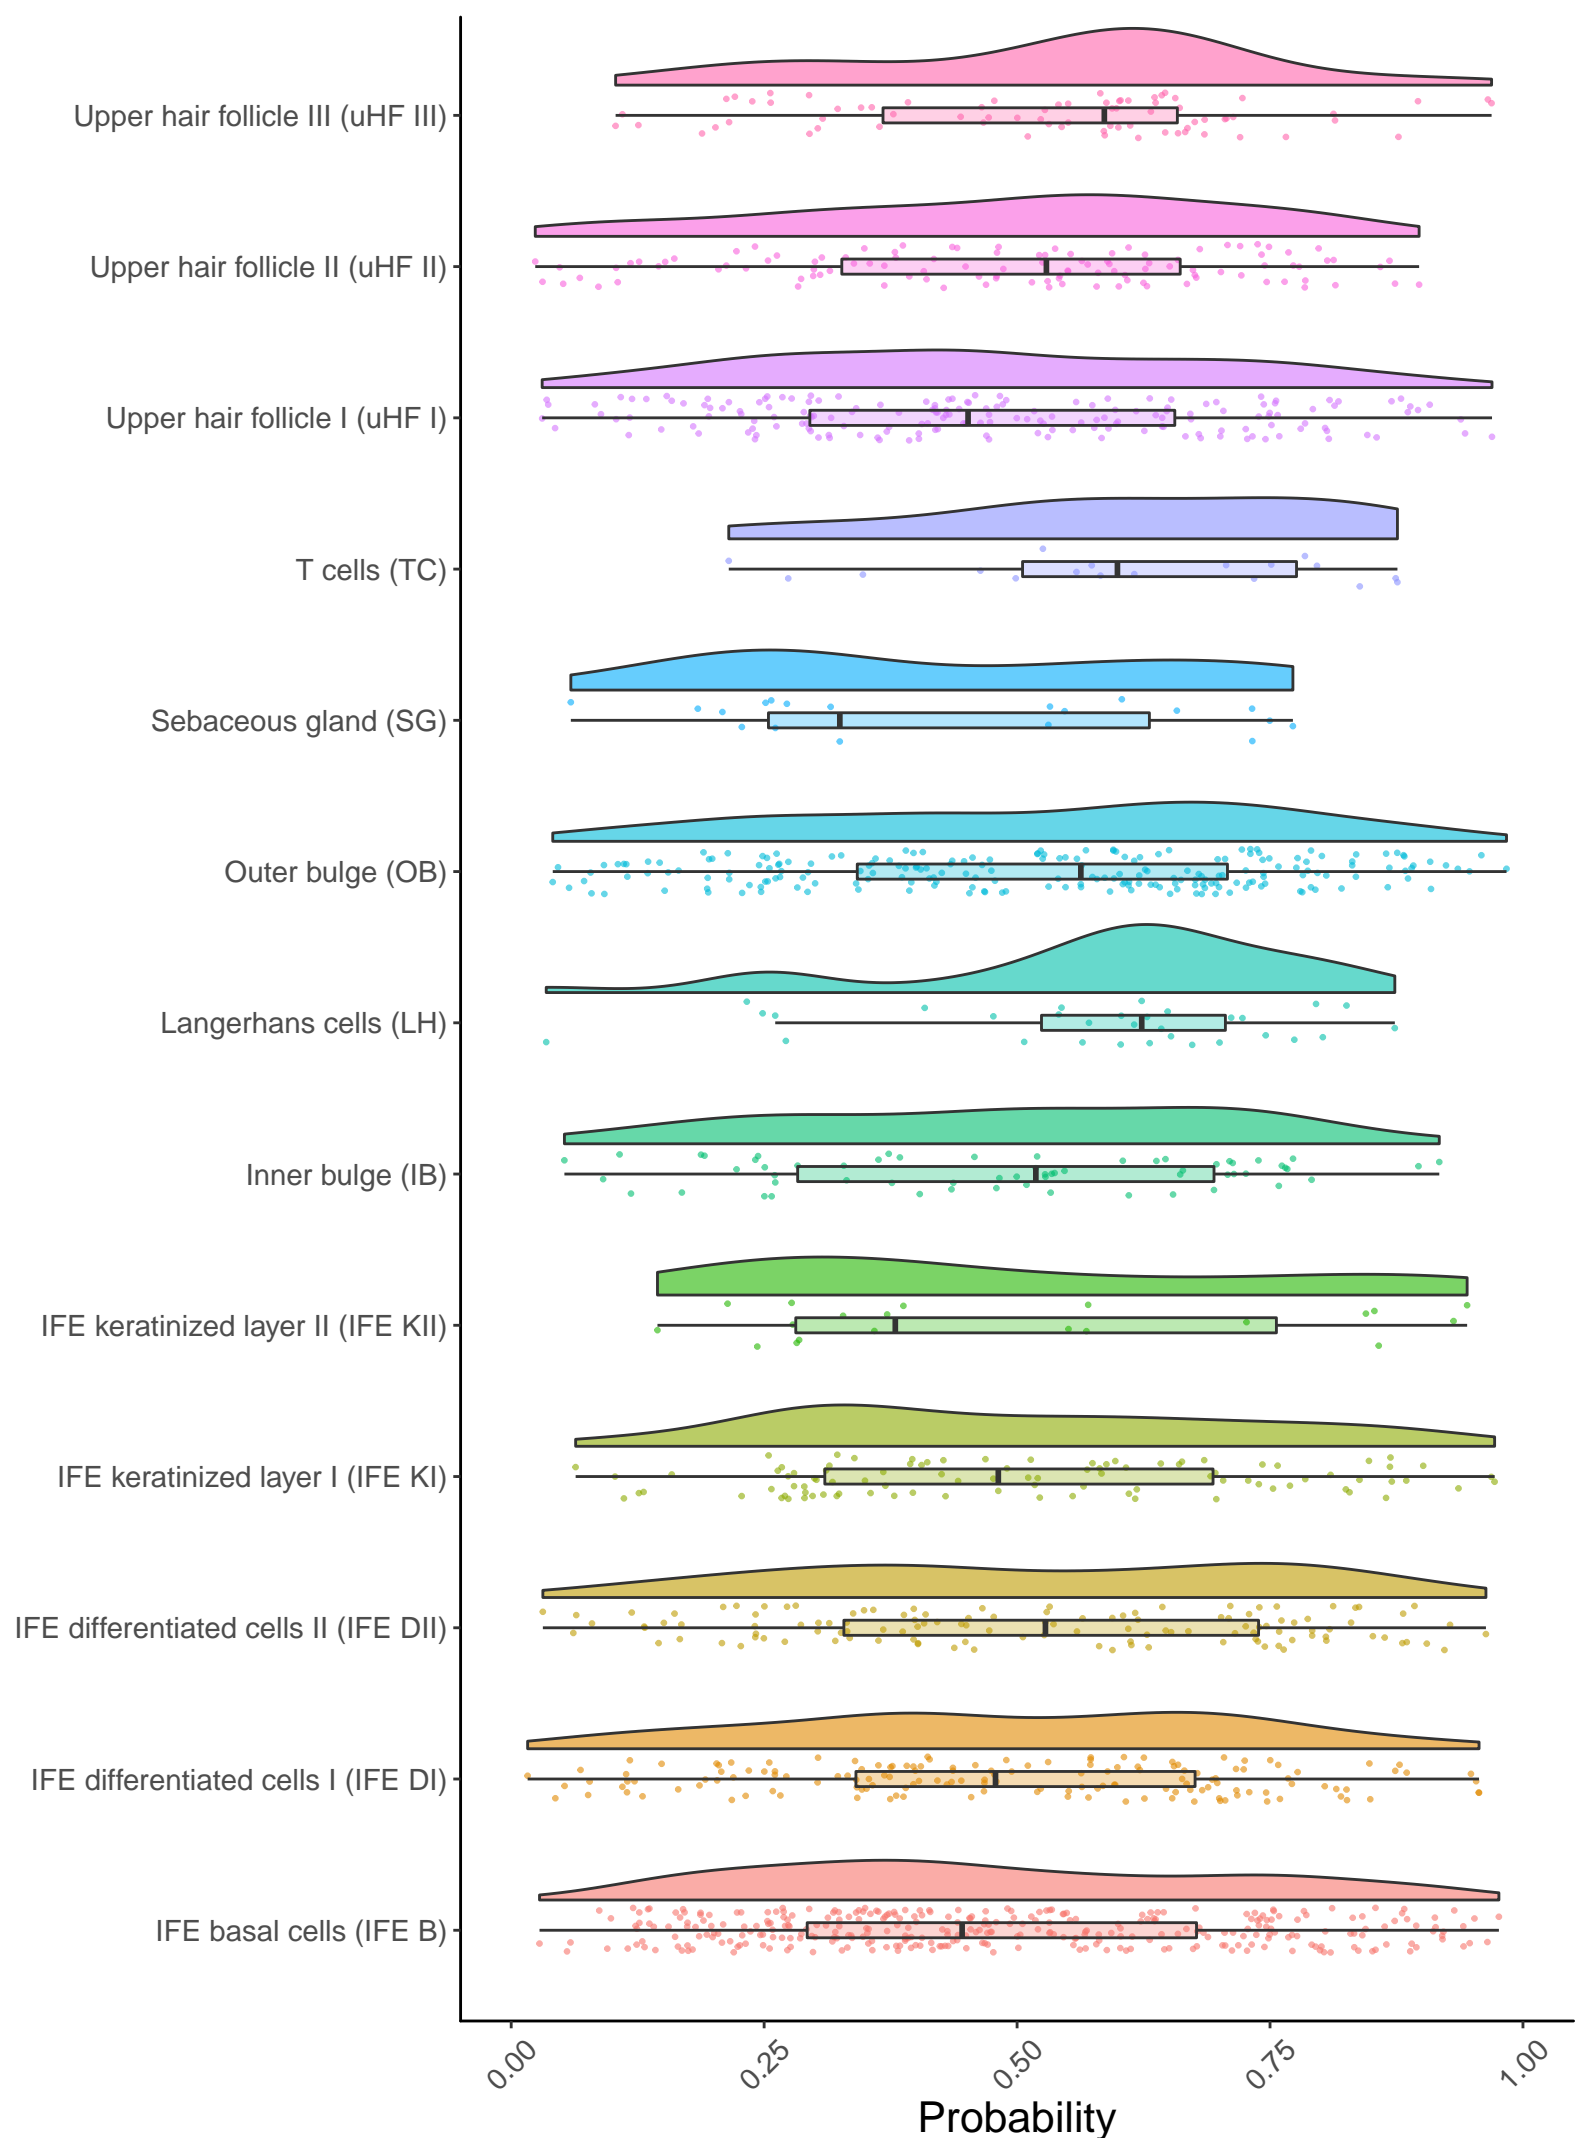 Upper hair follicle III (uHF III)
Upper hair follicle II (uHF II)
Upper hair follicle I (uHF I)
T cells (TC)
Sebaceous gland (SG)
Outer bulge (OB)
Langerhans cells (LH)
Inner bulge (IB)
IFE keratinized layer II (IFE KII)
IFE keratinized layer I (IFE KI)
IFE differentiated cells II (IFE DII)
IFE differentiated cells I (IFE DI)
IFE basal cells (IFE B)
0.00 0.25 0.50 0.75 1.00
Probability